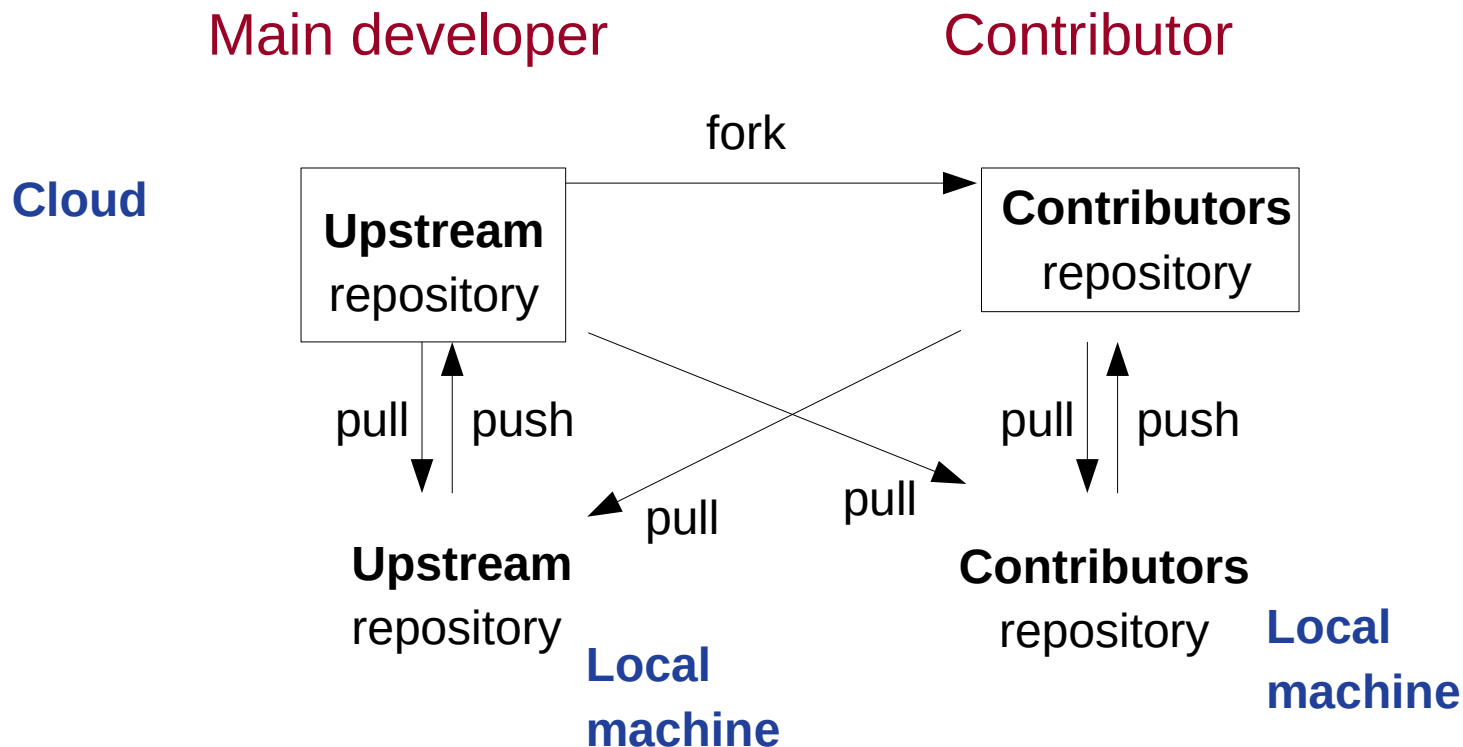 Main developer
Contributor
fork
Cloud
Upstream
repository
Contributors
repository
pull
push
pull
push
pull
pull
Upstream
repository
Contributors
repository
Local
machine
Local
machine